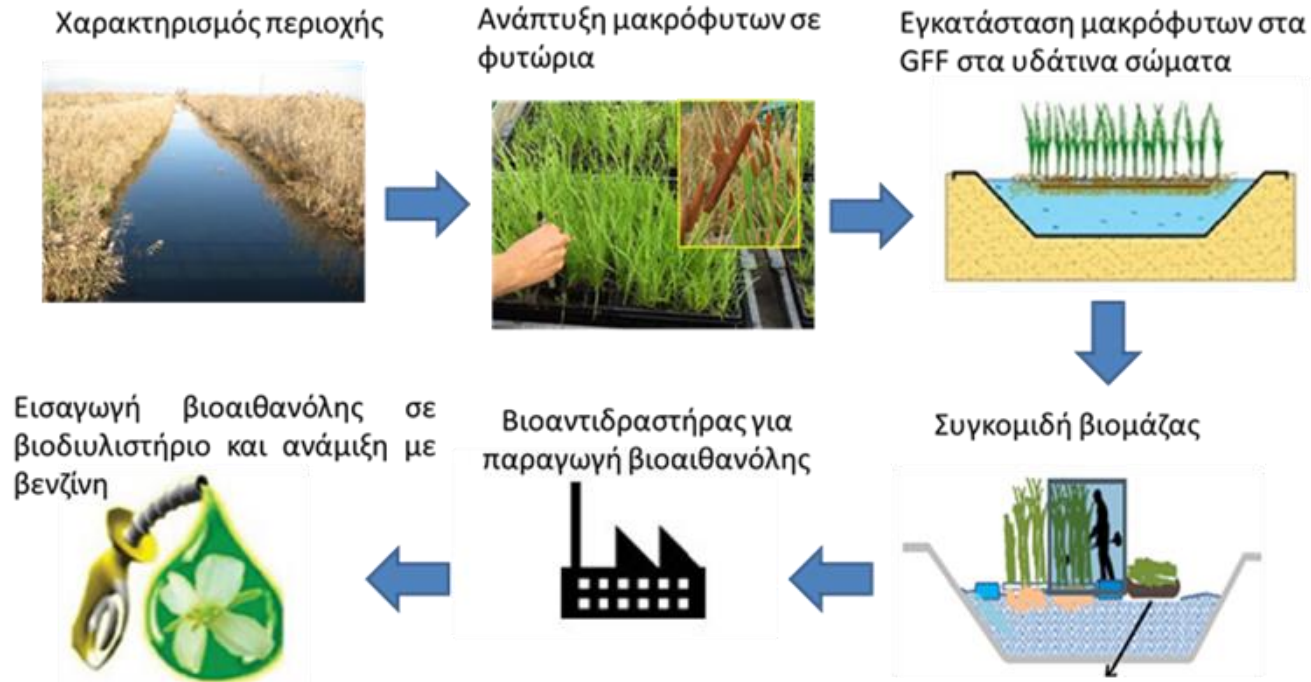 Χαρακτηρισμός περιοχής
Ανάπτυξη μακρόφυτων σε
φυτώρια
Εγκατάσταση μακρόφυτων στα
GFF στα υδάτινα σώματα
Συγκομιδή βιομάζας
Βιοαντιδραστήρας για
παραγωγή βιοαιθανόλης
Εισαγωγή βιοαιθανόλης σε
βιοδιυλιστήριο και ανάμιξη με
βενζίνη